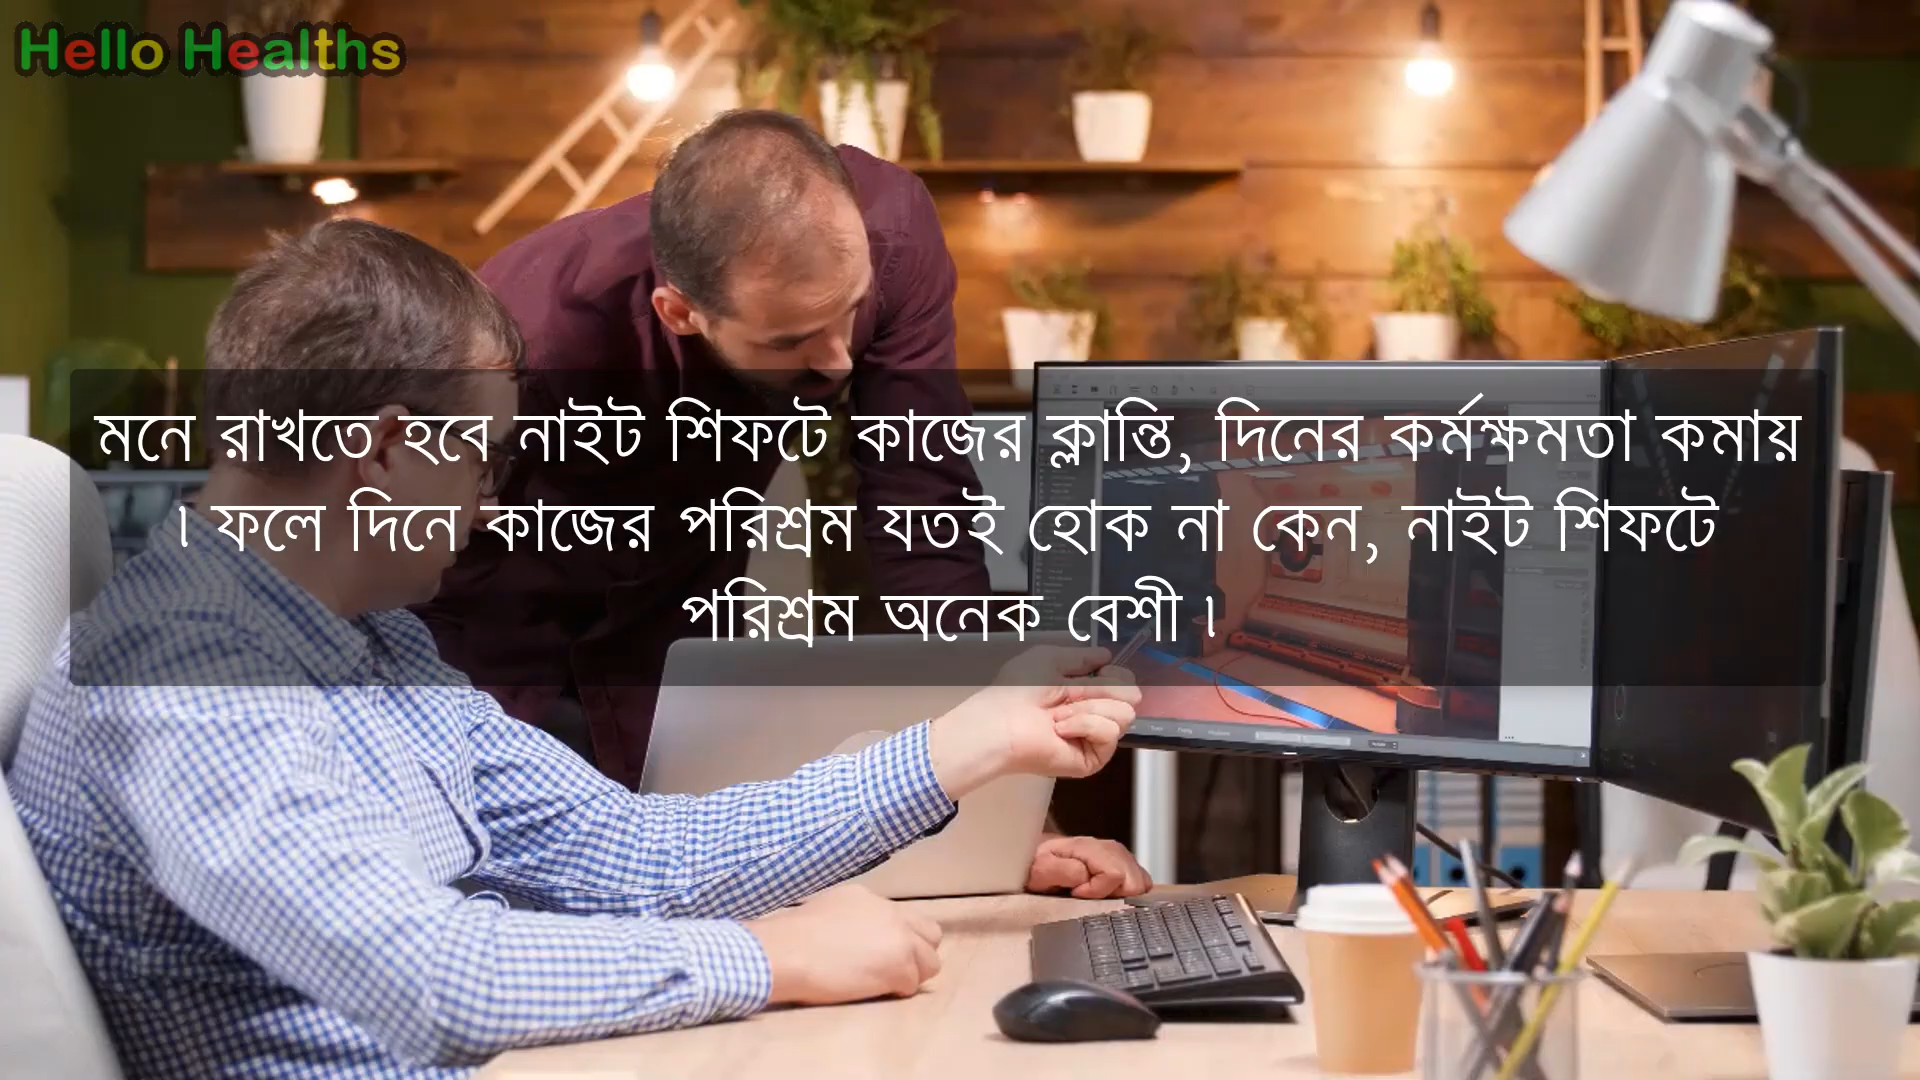 Hello Healths
মনে রাখতে হবে নাইট শিফটে কাজের ক্লান্তি, দিনের কর্মক্ষমতা কমায়
। ফলে দিনে কাজের পরিশ্রম যতই হোক না কেন, নাইট শিফটে
পরিশ্রম অনেক বেশী।